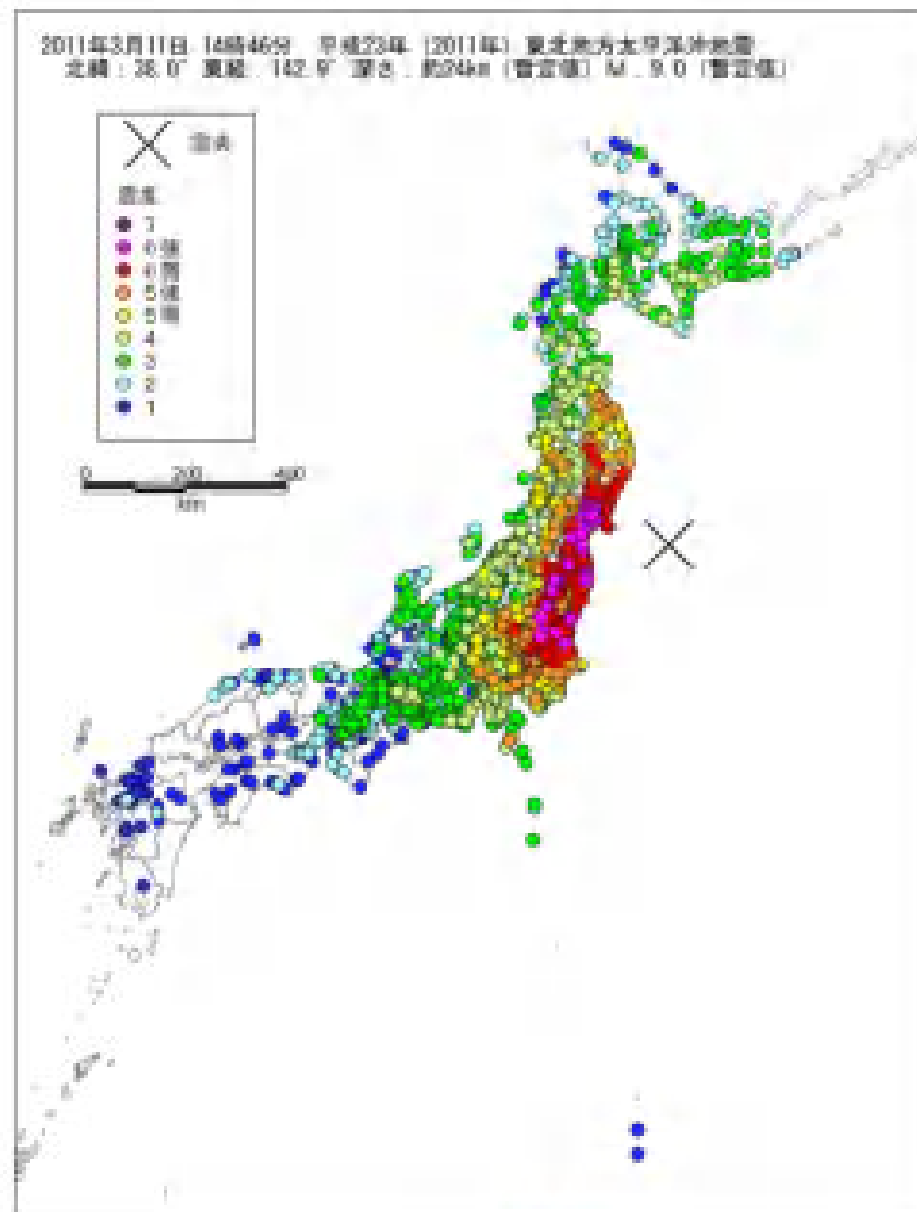 2011年3月11日 14時46分 平成23年 (2011年) 東北地方太平洋沖地震
北緯：38.0° 東経：142.9° 深さ：約24km (暫定値) M：9.0 (暫定値)
震央
震度
7
6強
6弱
5強
5弱
4
3
2
1
0 200 400
km